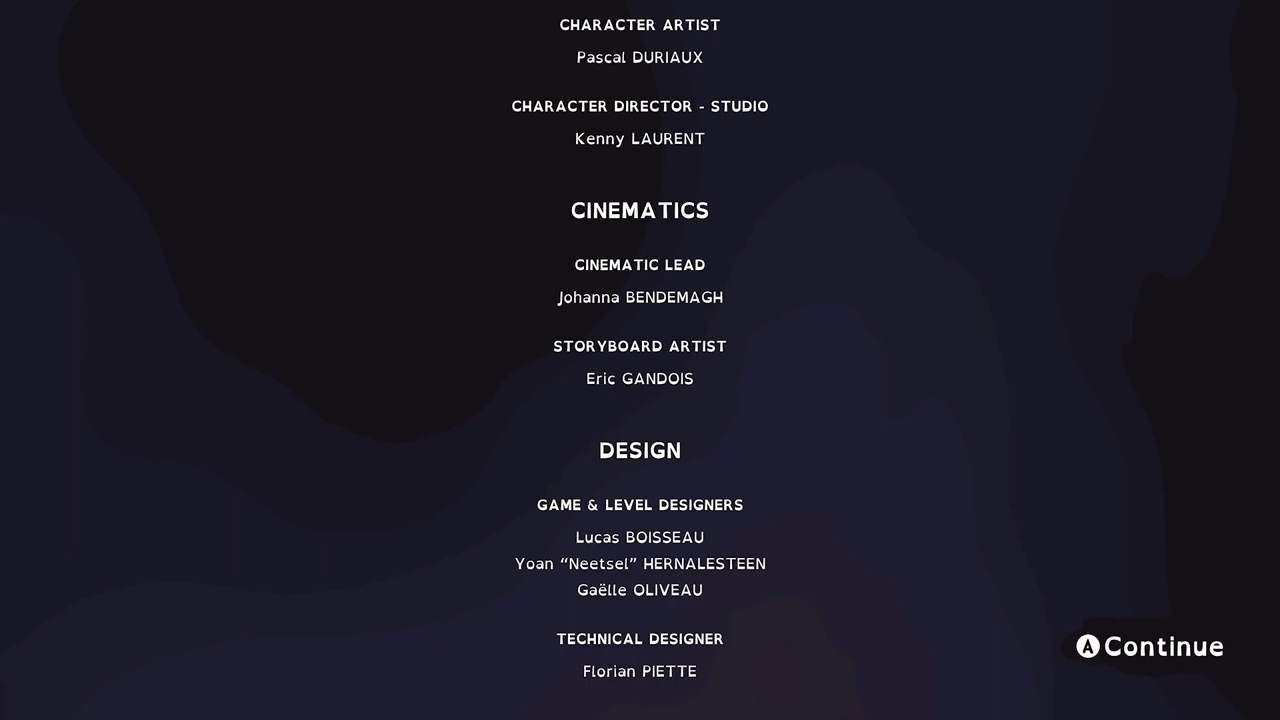 CHARACTER ARTIST
Pascal DURIAUX
CHARACTER DIRECTOR - STUDIO
Kenny LAURENT
CINEMATICS
CINEMATIC LEAD
Johanna BENDEMAGH
STORYBOARD ARTIST
Eric GANDOIS
DESIGN
GAME & LEVEL DESIGNERS
Lucas BOISSEAU
Yoan “Neetsel” HERNALESTEEN
Gaëlle OLIVEAU
TECHNICAL DESIGNER
Florian PIETTE
A Continue